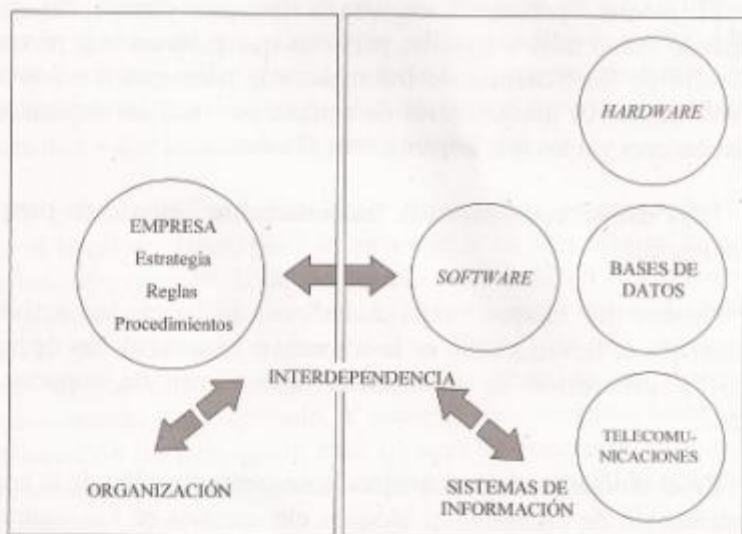 HARDWARE
EMPRESA
Estrategia
Reglas
Procedimientos
SOFTWARE
BASES DE
DATOS
INTERDEPENDENCIA
TELECOMU-
NICACIONES
ORGANIZACIÓN
SISTEMAS DE
INFORMACIÓN